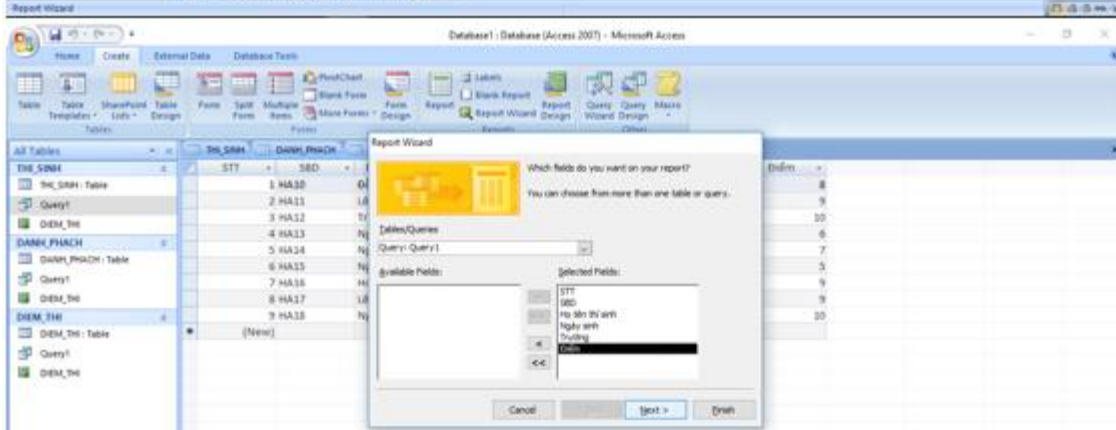 Report Wizard
Database1 : Database (Access 2007) - Microsoft Access
Home Create External Data Database Tools
PivotChart Labels
Blank Form Blank Report
Table Table SharePoint Table Form Split Multiple More Forms Form Report Report Wizard Report Query Query Macro
Templates Lists Design Form Items Design Design Wizard Design
Tables Forms Reports Other
All Tables THI_SINH DANH_PHACH
THI_SINH
THI_SINH : Table
Query1
DIEM_THI
DANH_PHACH
DANH_PHACH : Table
Query1
DIEM_THI
DIEM_THI
DIEM_THI : Table
Query1
DIEM_THI
STT SBD Điểm
1 HA10 8
2 HA11 9
3 HA12 10
4 HA13 6
5 HA14 7
6 HA15 5
7 HA16 9
8 HA17 9
9 HA18 10
(New)
Report Wizard
Which fields do you want on your report?
You can choose from more than one table or query.
Tables/Queries
Query: Query1
Available Fields: Selected Fields:
STT
SBD
Họ tên thí sinh
Ngày sinh
Trường
Điểm
<
<<
Cancel Next > Finish